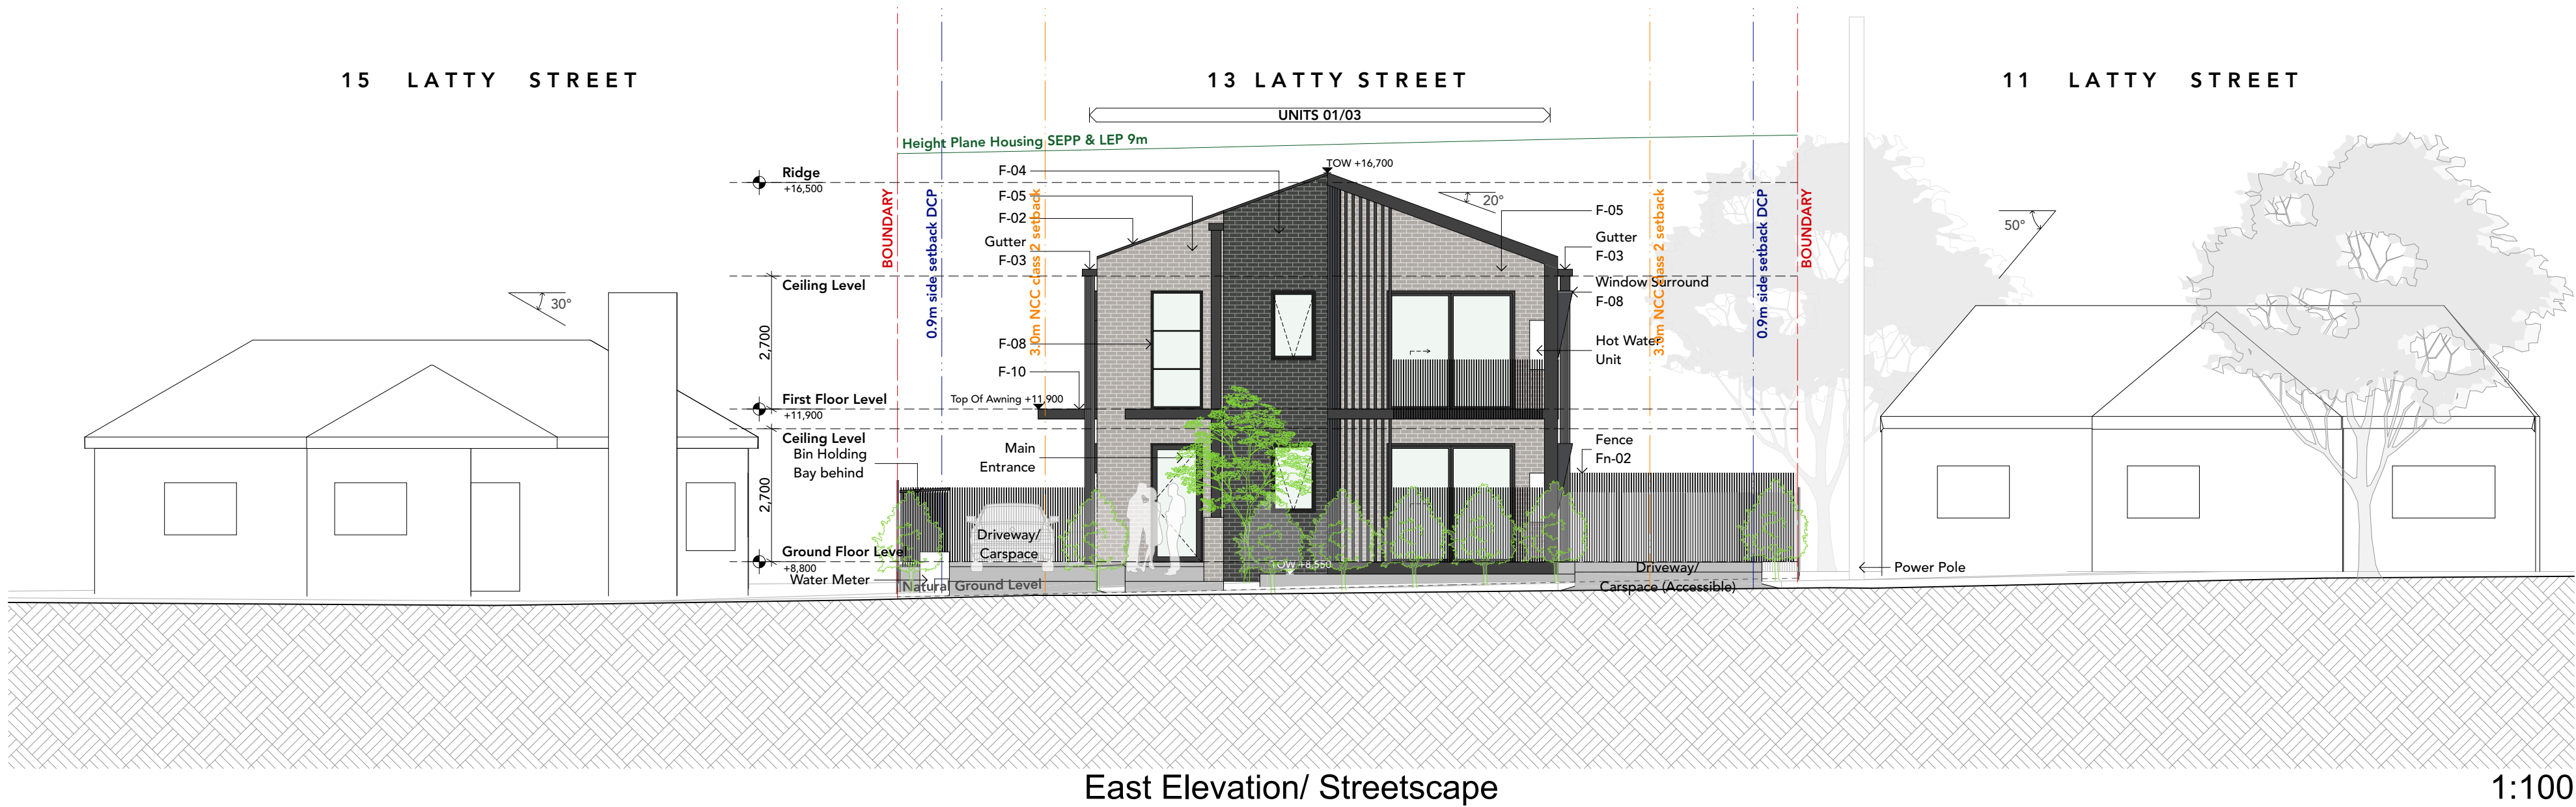 15 LATTY STREET
13 LATTY STREET
11 LATTY STREET
UNITS 01/03
Height Plane Housing SEPP & LEP 9m
TOW +16,700
Ridge
+16,500
BOUNDARY
0.9m side setback DCP
3.0m NCC class 2 setback
F-04
F-05
F-02
Gutter
F-03
20°
F-05
Gutter
F-03
Window Surround
F-08
3.0m NCC class 2 setback
0.9m side setback DCP
BOUNDARY
50°
30°
Ceiling Level
2,700
F-08
F-10
Hot Water
Unit
First Floor Level
+11,900
Top Of Awning +11,900
Ceiling Level
Bin Holding
Bay behind
Main
Entrance
Fence
Fn-02
2,700
Driveway/
Carspace
Ground Floor Level
+8,800
Water Meter
Natural Ground Level
TOW +8,550
Driveway/
Carspace (Accessible)
Power Pole
East Elevation/ Streetscape
1:100